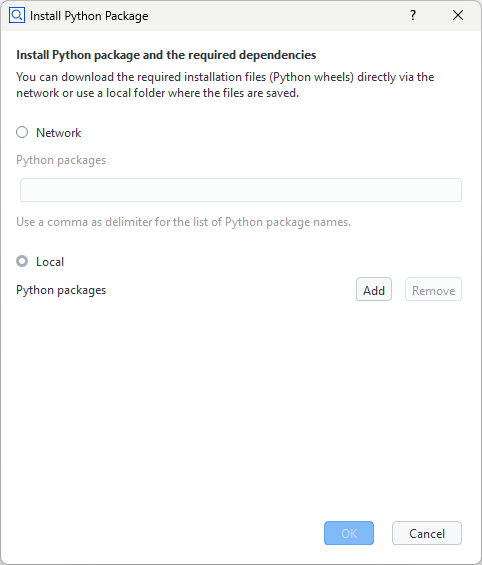 Install Python Package
?
Install Python package and the required dependencies
You can download the required installation files (Python wheels) directly via the
network or use a local folder where the files are saved.
Network
Python packages
Use a comma as delimiter for the list of Python package names.
Local
Python packages Add Remove
OK Cancel